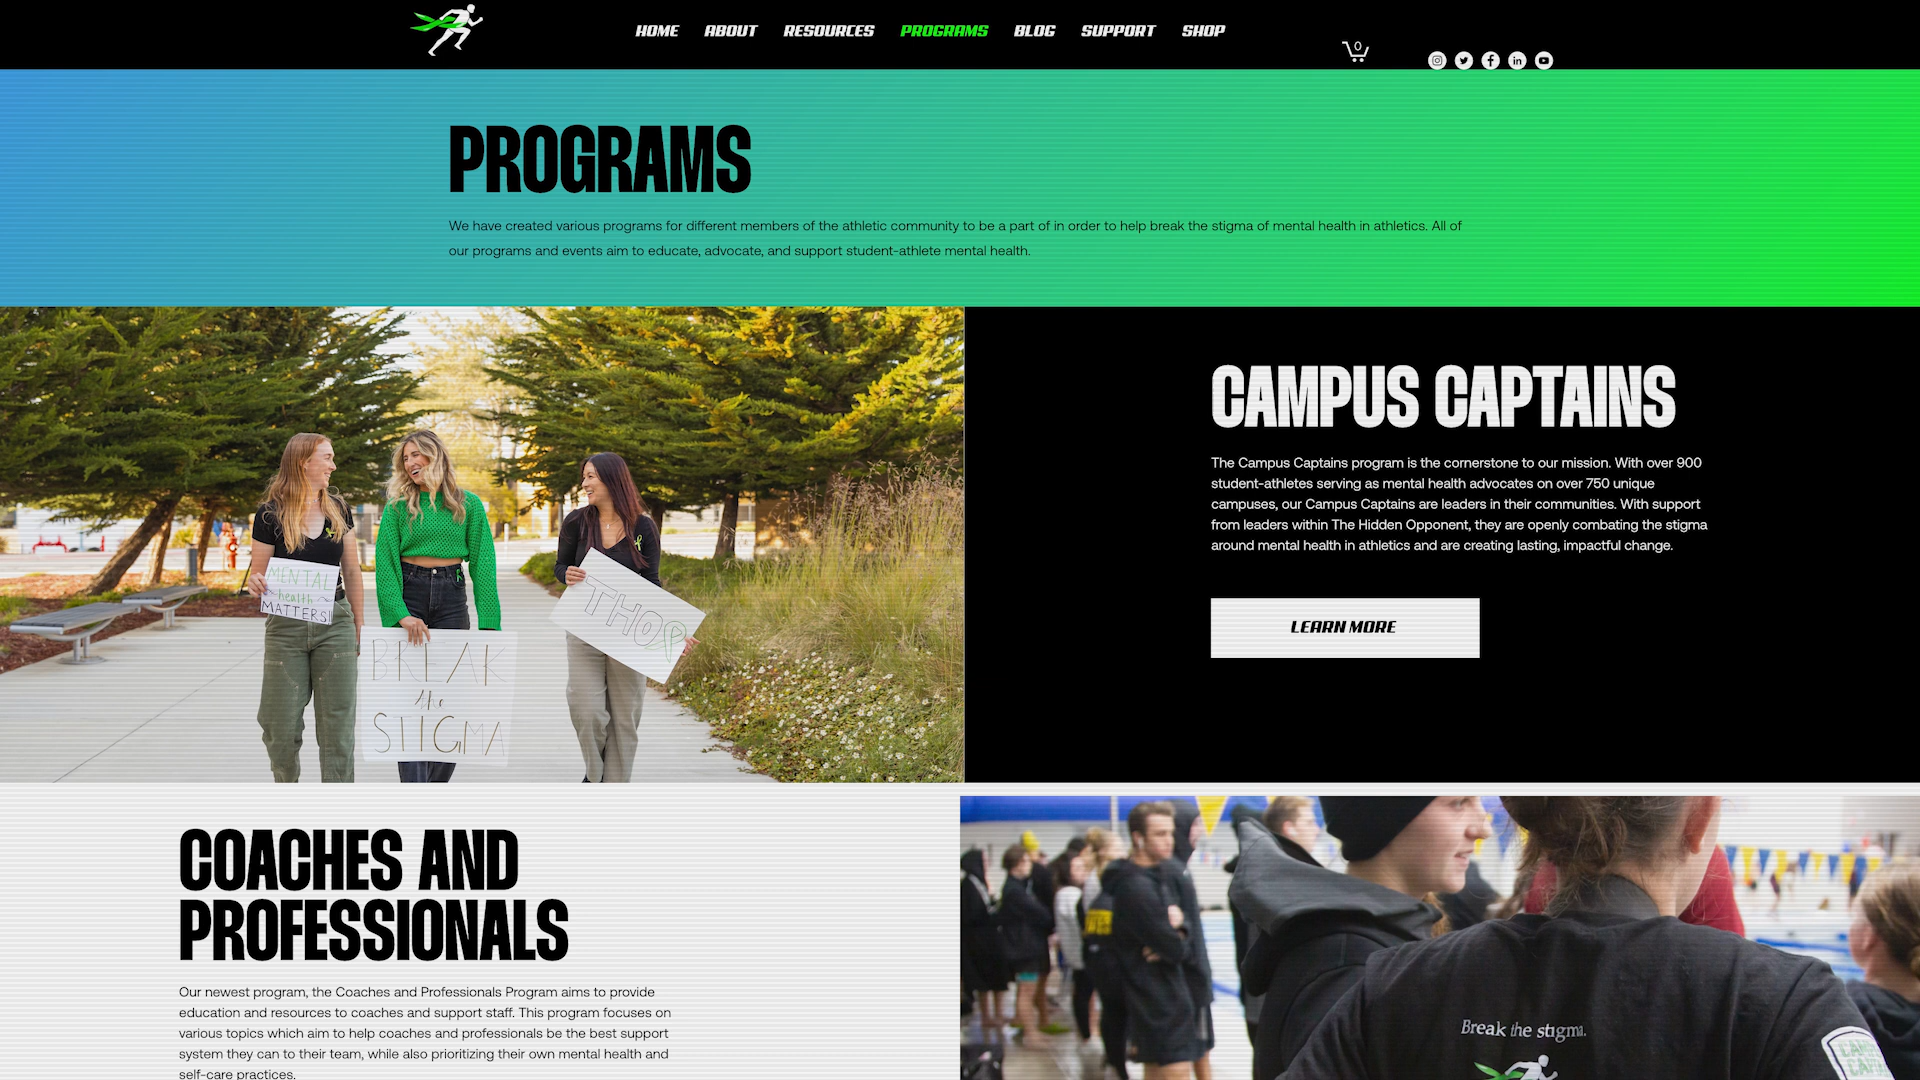 HOME ABOUT RESOURCES PROGRAMS BLOG SUPPORT SHOP
0
PROGRAMS
We have created various programs for different members of the athletic community to be a part of in order to help break the stigma of mental health in athletics. All of
our programs and events aim to educate, advocate, and support student-athlete mental health.
MENTAL
health
MATTERS!
BREAK
the
STIGMA
THO
CAMPUS CAPTAINS
The Campus Captains program is the cornerstone to our mission. With over 900
student-athletes serving as mental health advocates on over 750 unique
campuses, our Campus Captains are leaders in their communities. With support
from leaders within The Hidden Opponent, they are openly combating the stigma
around mental health in athletics and are creating lasting, impactful change.
LEARN MORE
COACHES AND
PROFESSIONALS
Our newest program, the Coaches and Professionals Program aims to provide
education and resources to coaches and support staff. This program focuses on
various topics which aim to help coaches and professionals be the best support
system they can to their team, while also prioritizing their own mental health and
self-care practices.
Break the stigma.